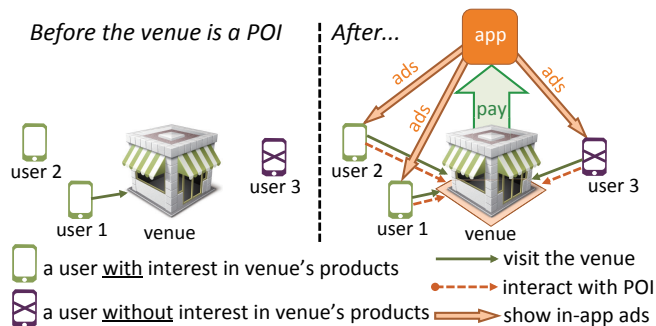 Before the venue is a POI
After...
app
ads
ads
ads
pay
user 2
user 3
user 1
venue
user 2
user 3
user 1
venue
a user with interest in venue's products
a user without interest in venue's products
visit the venue
interact with POI
show in-app ads